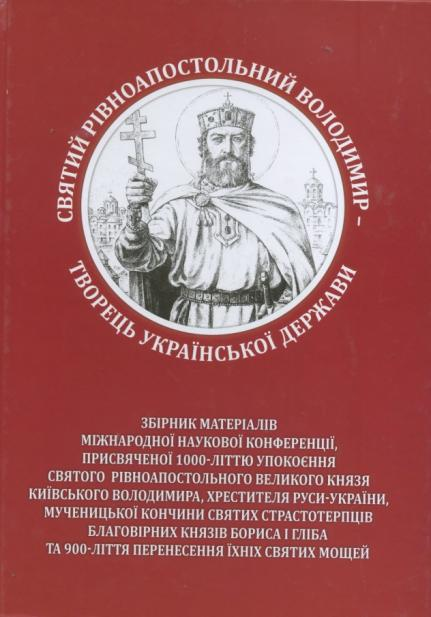 СВЯТИЙ РІВНОАПОСТОЛЬНИЙ ВОЛОДИМИР –
ТВОРЕЦЬ УКРАЇНСЬКОЇ ДЕРЖАВИ
ЗБІРНИК МАТЕРІАЛІВ
МІЖНАРОДНОЇ НАУКОВОЇ КОНФЕРЕНЦІЇ,
ПРИСВЯЧЕНОЇ 1000-ЛІТТЮ УПОКОЄННЯ
СВЯТОГО РІВНОАПОСТОЛЬНОГО ВЕЛИКОГО КНЯЗЯ
КИЇВСЬКОГО ВОЛОДИМИРА, ХРЕСТИТЕЛЯ РУСИ-УКРАЇНИ,
МУЧЕНИЦЬКОЇ КОНЧИНИ СВЯТИХ СТРАСТОТЕРПЦІВ
БЛАГОВІРНИХ КНЯЗІВ БОРИСА І ГЛІБА
ТА 900-ЛІТТЯ ПЕРЕНЕСЕННЯ ЇХНІХ СВЯТИХ МОЩЕЙ